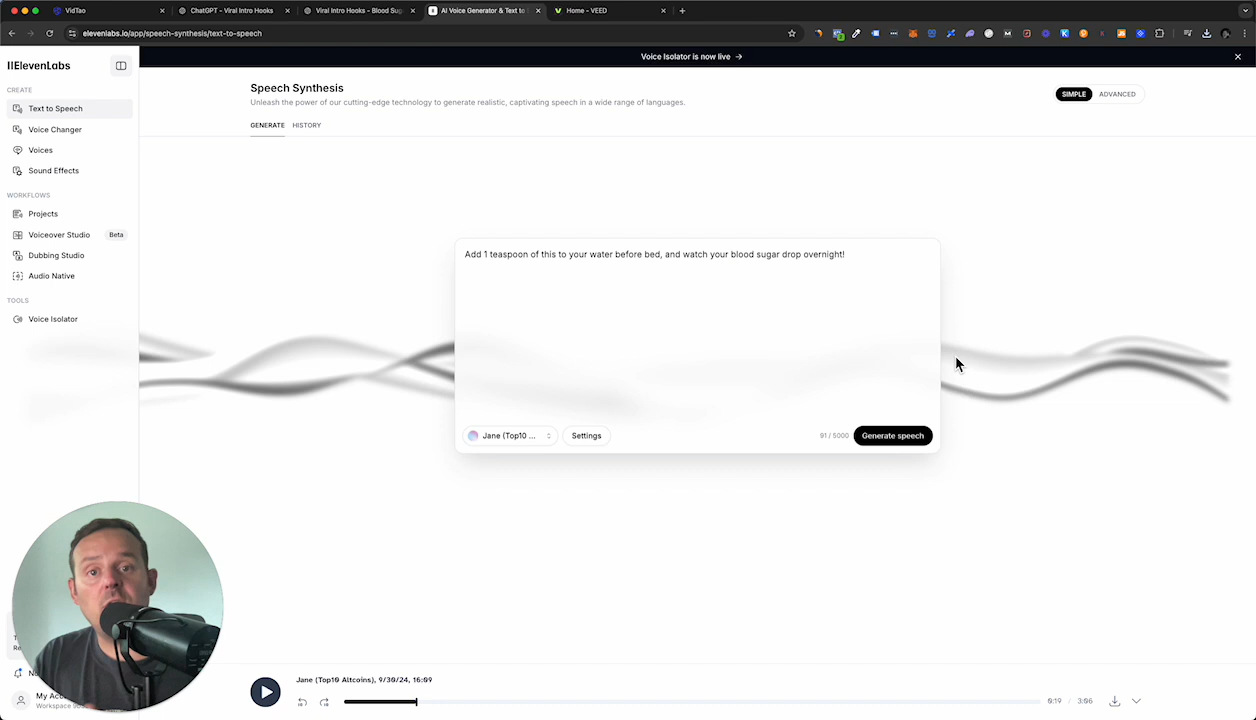 VidTao
ChatGPT - Viral Intro Hooks
Viral Intro Hooks - Blood Sug
AI Voice Generator & Text to
Home - VEED
elevenlabs.io/app/speech-synthesis/text-to-speech
Voice Isolator is now live →
IIElevenLabs
CREATE
Text to Speech
Voice Changer
Voices
Sound Effects
WORKFLOWS
Projects
Voiceover Studio Beta
Dubbing Studio
Audio Native
TOOLS
Voice Isolator
My Acc
Workspace
Speech Synthesis
Unleash the power of our cutting-edge technology to generate realistic, captivating speech in a wide range of languages.
SIMPLE ADVANCED
GENERATE HISTORY
Add 1 teaspoon of this to your water before bed, and watch your blood sugar drop overnight!
Jane (Top10 ... Settings 91 / 5000 Generate speech
Jane (Top10 Altcoins), 9/30/24, 16:09
0:19 / 3:06